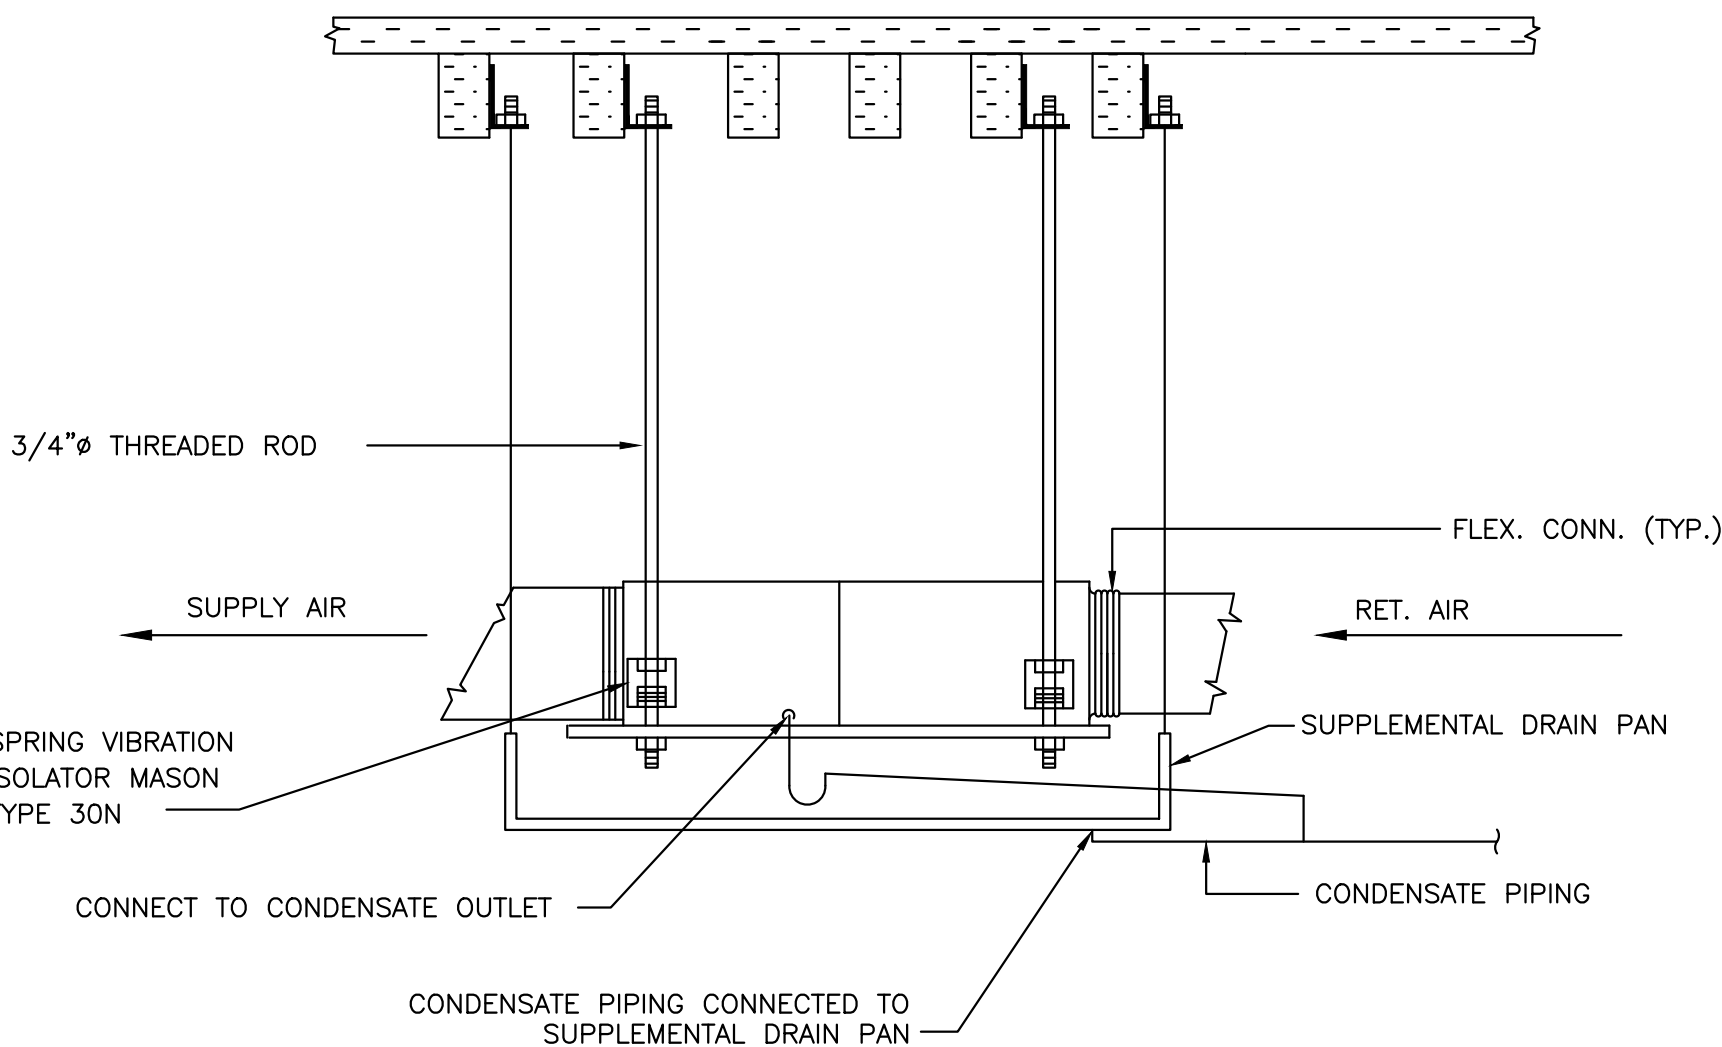 3/4"ø THREADED ROD
FLEX. CONN. (TYP.)
SUPPLY AIR
RET. AIR
SPRING VIBRATION
SOLATOR MASON
YPE 30N
SUPPLEMENTAL DRAIN PAN
CONNECT TO CONDENSATE OUTLET
CONDENSATE PIPING
CONDENSATE PIPING CONNECTED TO
SUPPLEMENTAL DRAIN PAN